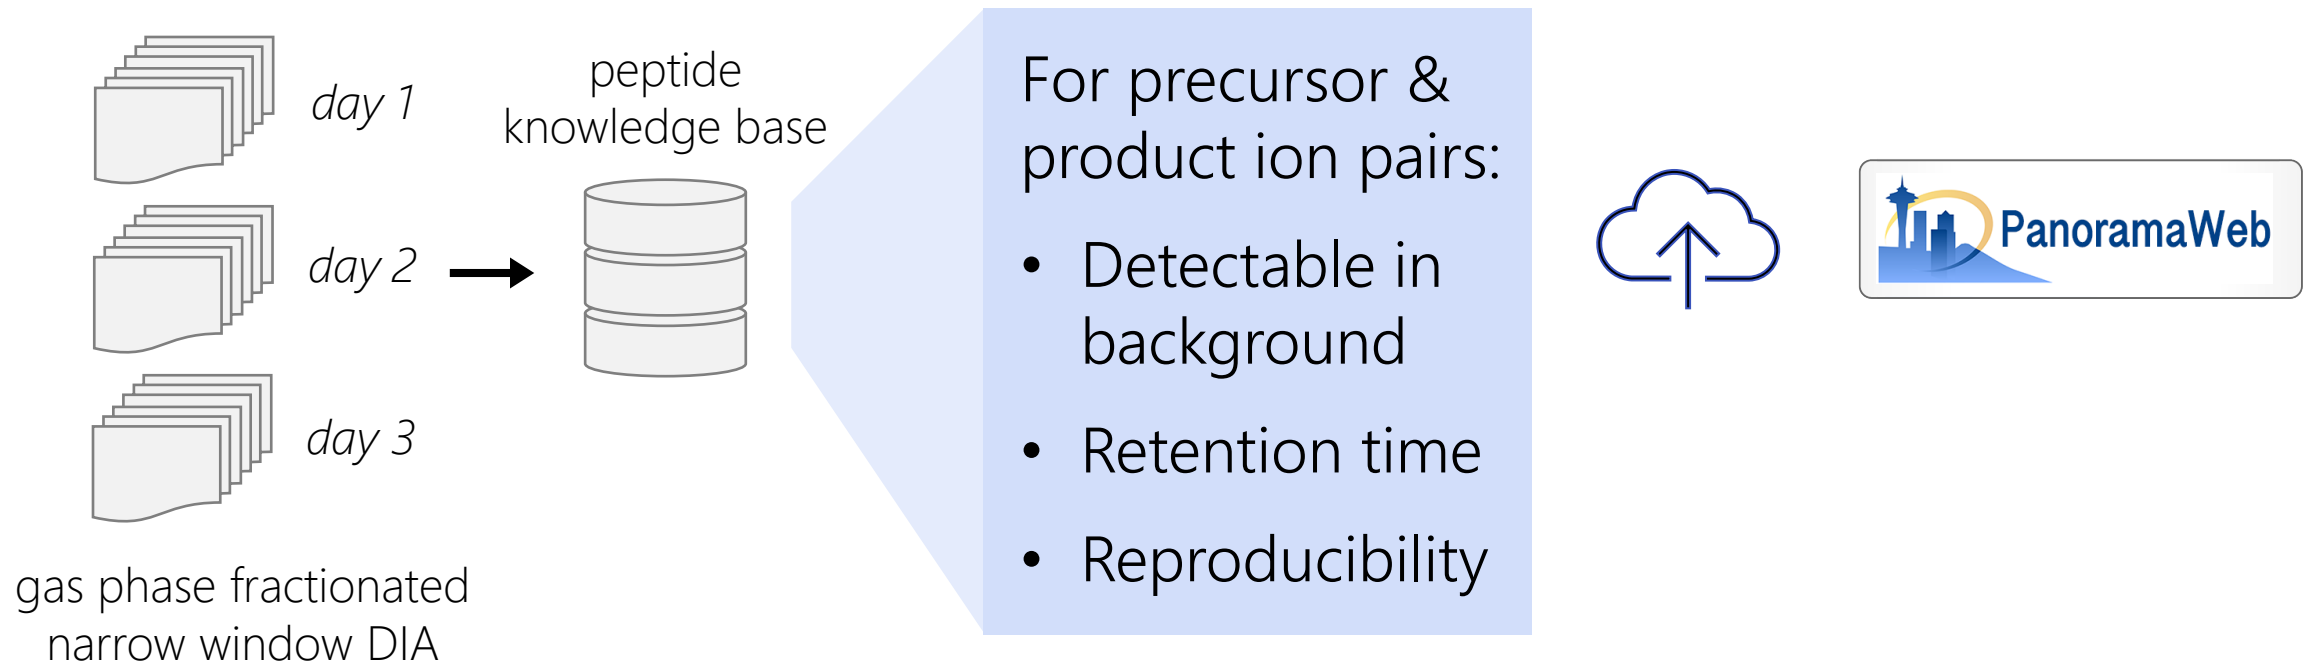 day 1
day 2
day 3
gas phase fractionated
narrow window DIA
peptide
knowledge base
For precursor &
product ion pairs:
• Detectable in
background
• Retention time
• Reproducibility
PanoramaWeb